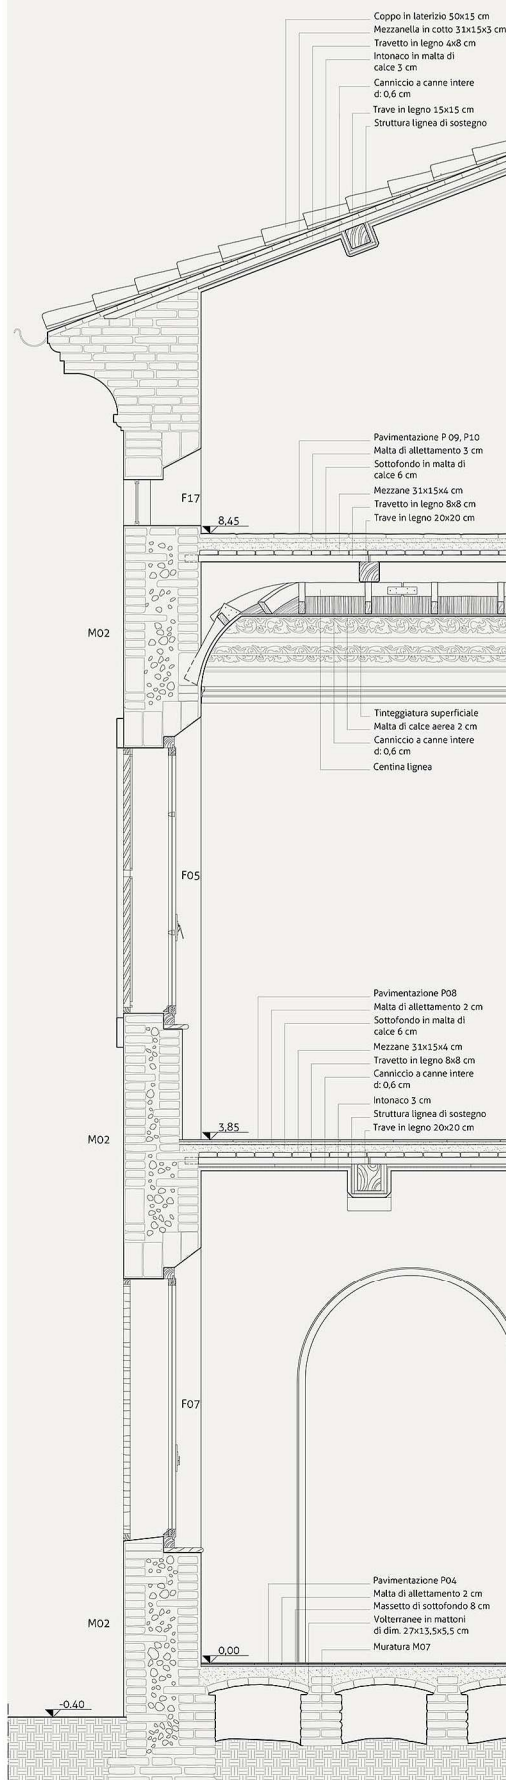 Coppo in laterizio 50x15 cm
Mezzanella in cotto 31x15x3 cm
Travetto in legno 4x8 cm
Intonaco in malta di
calce 3 cm
Canniccio a canne intere
d: 0,6 cm
Trave in legno 15x15 cm
Struttura lignea di sostegno
Pavimentazione P 09, P10
Malta di allettamento 3 cm
Sottofondo in malta di
calce 6 cm
Mezzane 31x15x4 cm
Travetto in legno 8x8 cm
Trave in legno 20x20 cm
F17
8,45
M02
Tinteggiatura superficiale
Malta di calce aerea 2 cm
Canniccio a canne intere
d: 0,6 cm
Centina lignea
F05
Pavimentazione P08
Malta di allettamento 2 cm
Sottofondo in malta di
calce 6 cm
Mezzane 31x15x4 cm
Travetto in legno 8x8 cm
Canniccio a canne intere
d: 0,6 cm
Intonaco 3 cm
Struttura lignea di sostegno
Trave in legno 20x20 cm
3,85
M02
F07
Pavimentazione P04
Malta di allettamento 2 cm
Massetto di sottofondo 8 cm
Volterranee in mattoni
di dim. 27x13,5x5,5 cm
Muratura M07
M02
0,00
-0.40